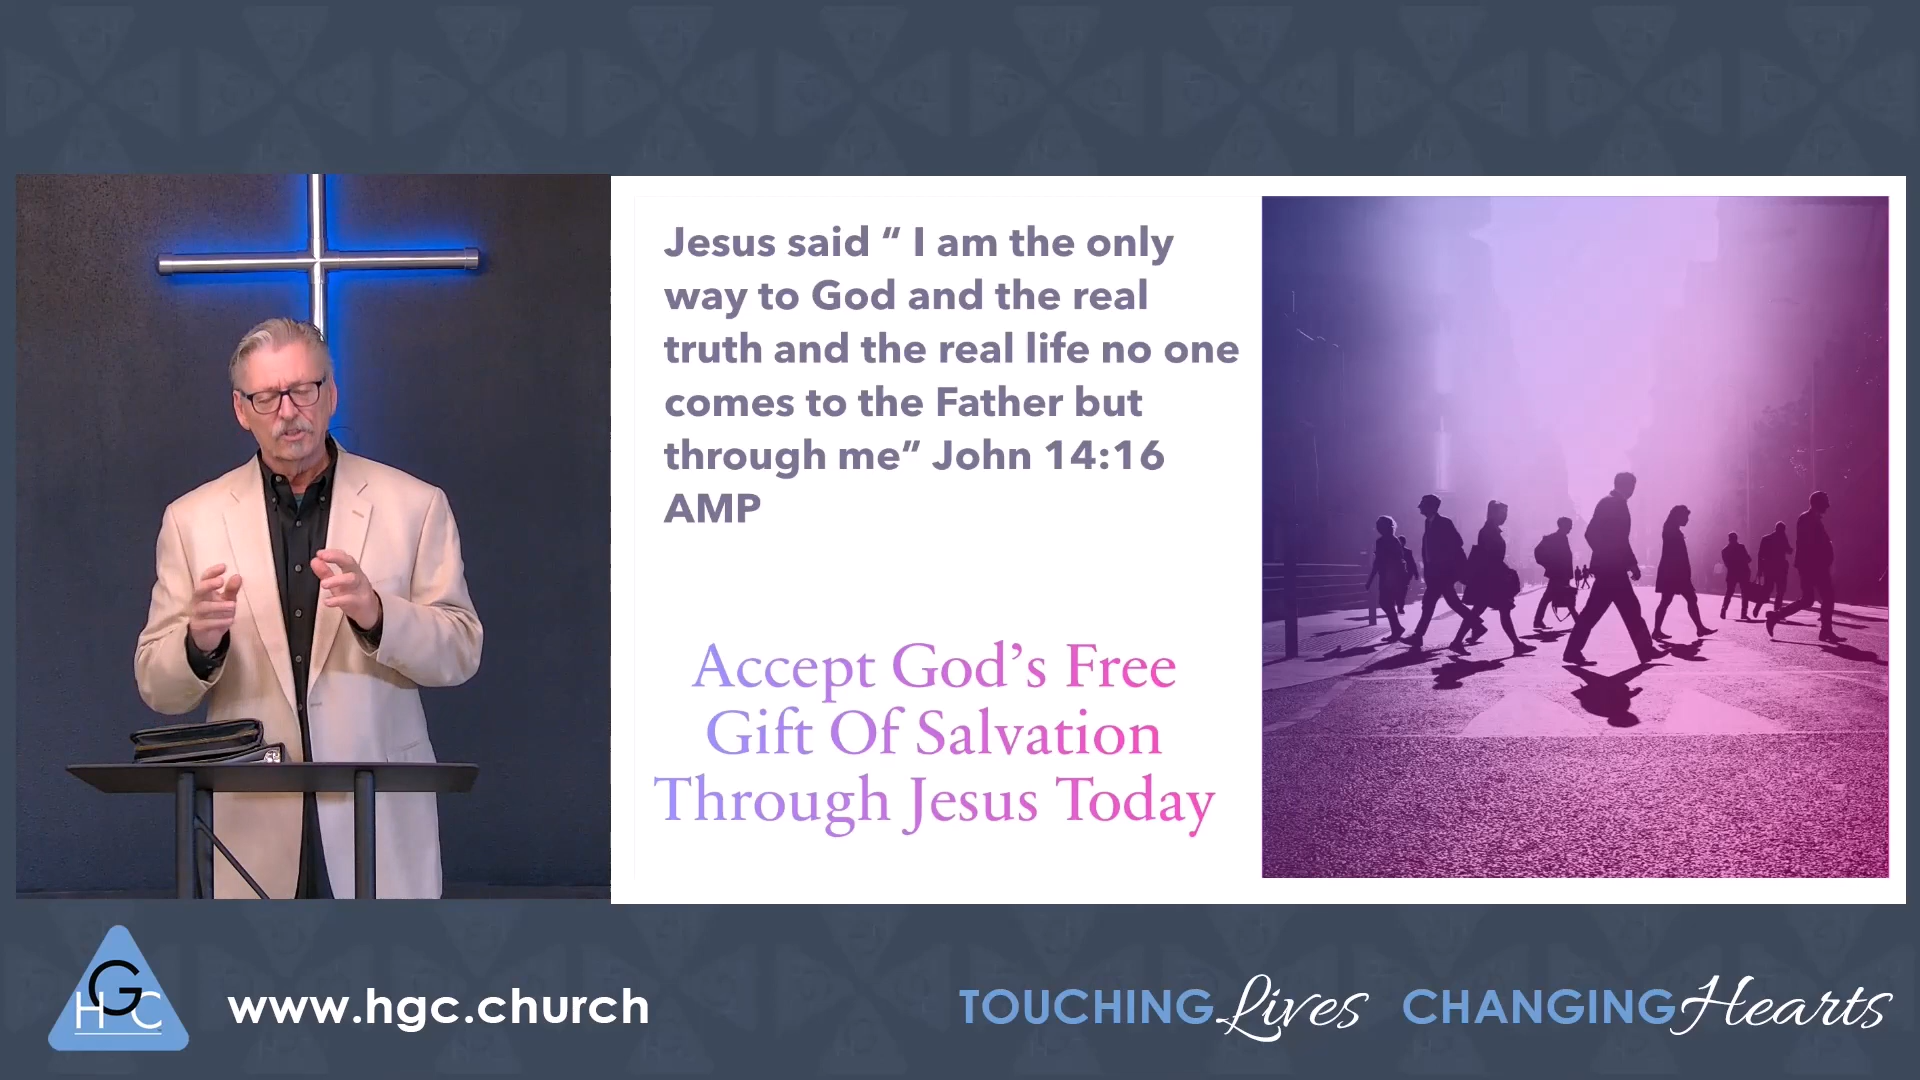 Jesus said “ I am the only
way to God and the real
truth and the real life no one
comes to the Father but
through me” John 14:16
AMP
Accept God’s Free
Gift Of Salvation
Through Jesus Today
HGC
www.hgc.church
TOUCHING Lives CHANGING Hearts